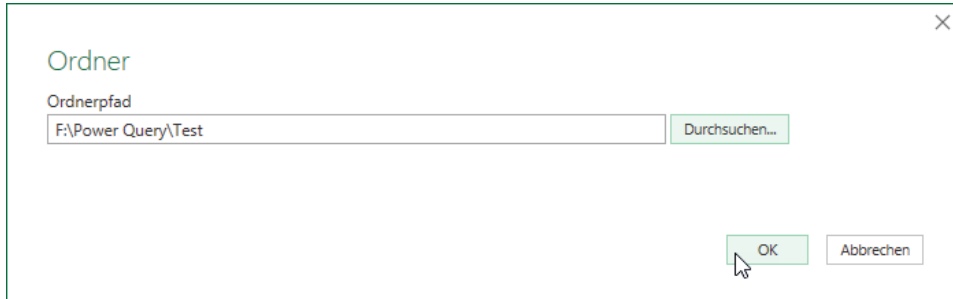 Ordner
Ordnerpfad
F:\Power Query\Test
Durchsuchen...
OK
Abbrechen